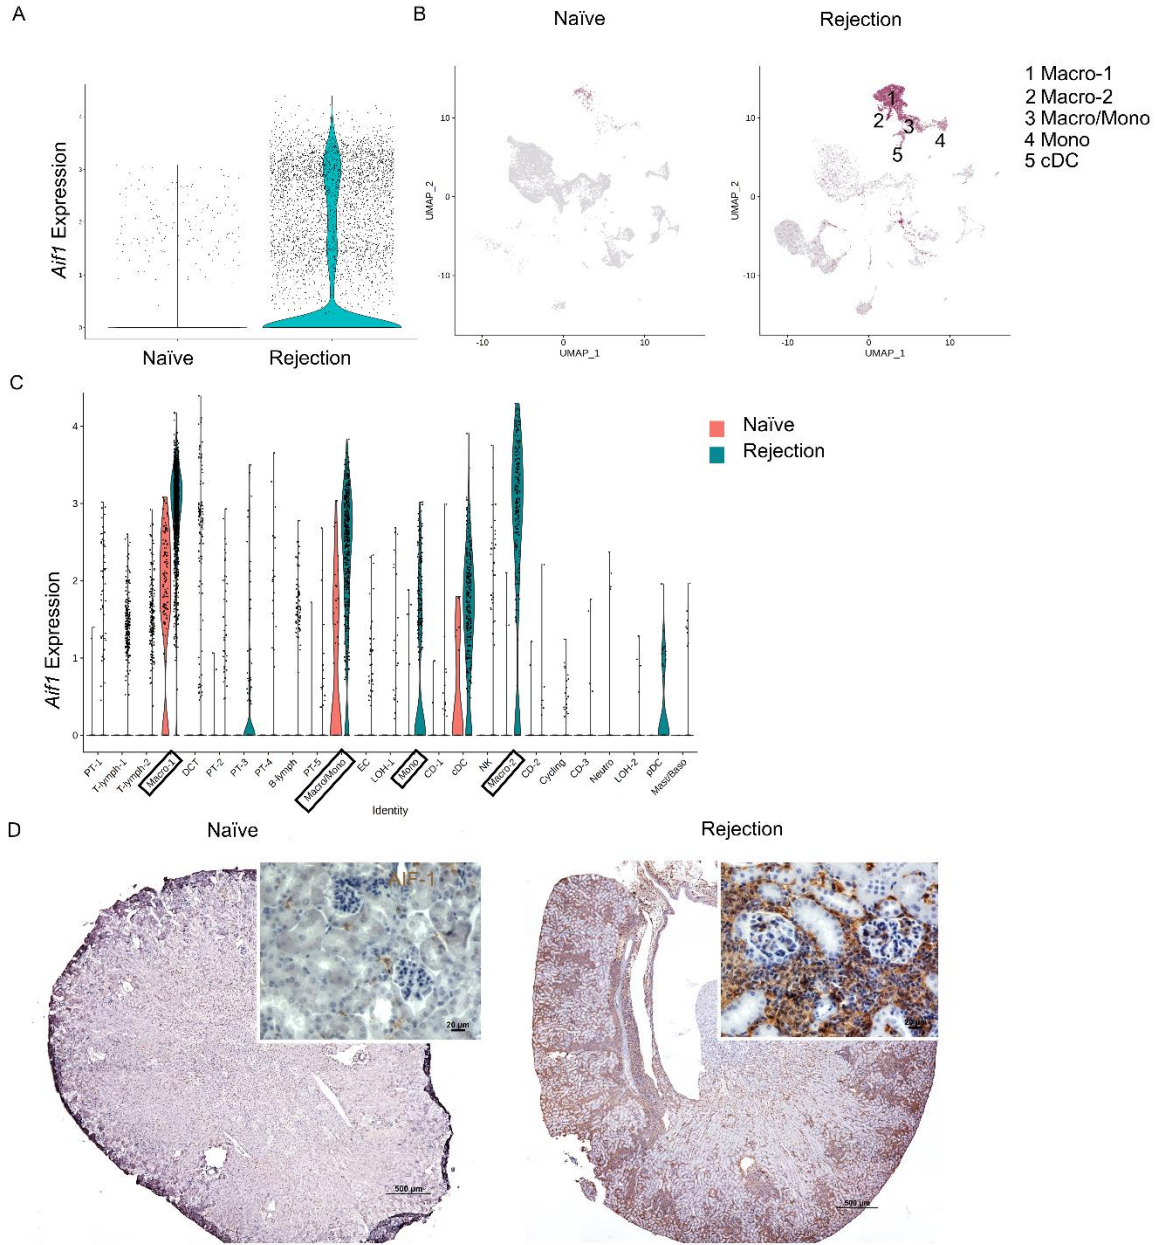 A
Aif1 Expression
4
3
2
1
0
Naïve
Rejection
B
Naïve
Rejection
UMAP_2
10
0
-10
-10
0
10
UMAP_1
UMAP_2
10
0
-10
1
2
3
4
5
-10
0
10
UMAP_1
1 Macro-1
2 Macro-2
3 Macro/Mono
4 Mono
5 cDC
C
Aif1 Expression
4
3
2
1
0
PT-1
T-lymph-1
T-lymph-2
Macro-1
DCT
PT-2
PT-3
PT-4
B-lymph
PT-5
Macro/Mono
EC
LOH-1
Mono
CD-1
cDC
NK
Macro-2
CD-2
Cycling
CD-3
Neutro
LOH-2
pDC
Mast/Baso
Identity
Naïve
Rejection
D
Naïve
Rejection
AIF-1
20 µm
500 µm
500 µm